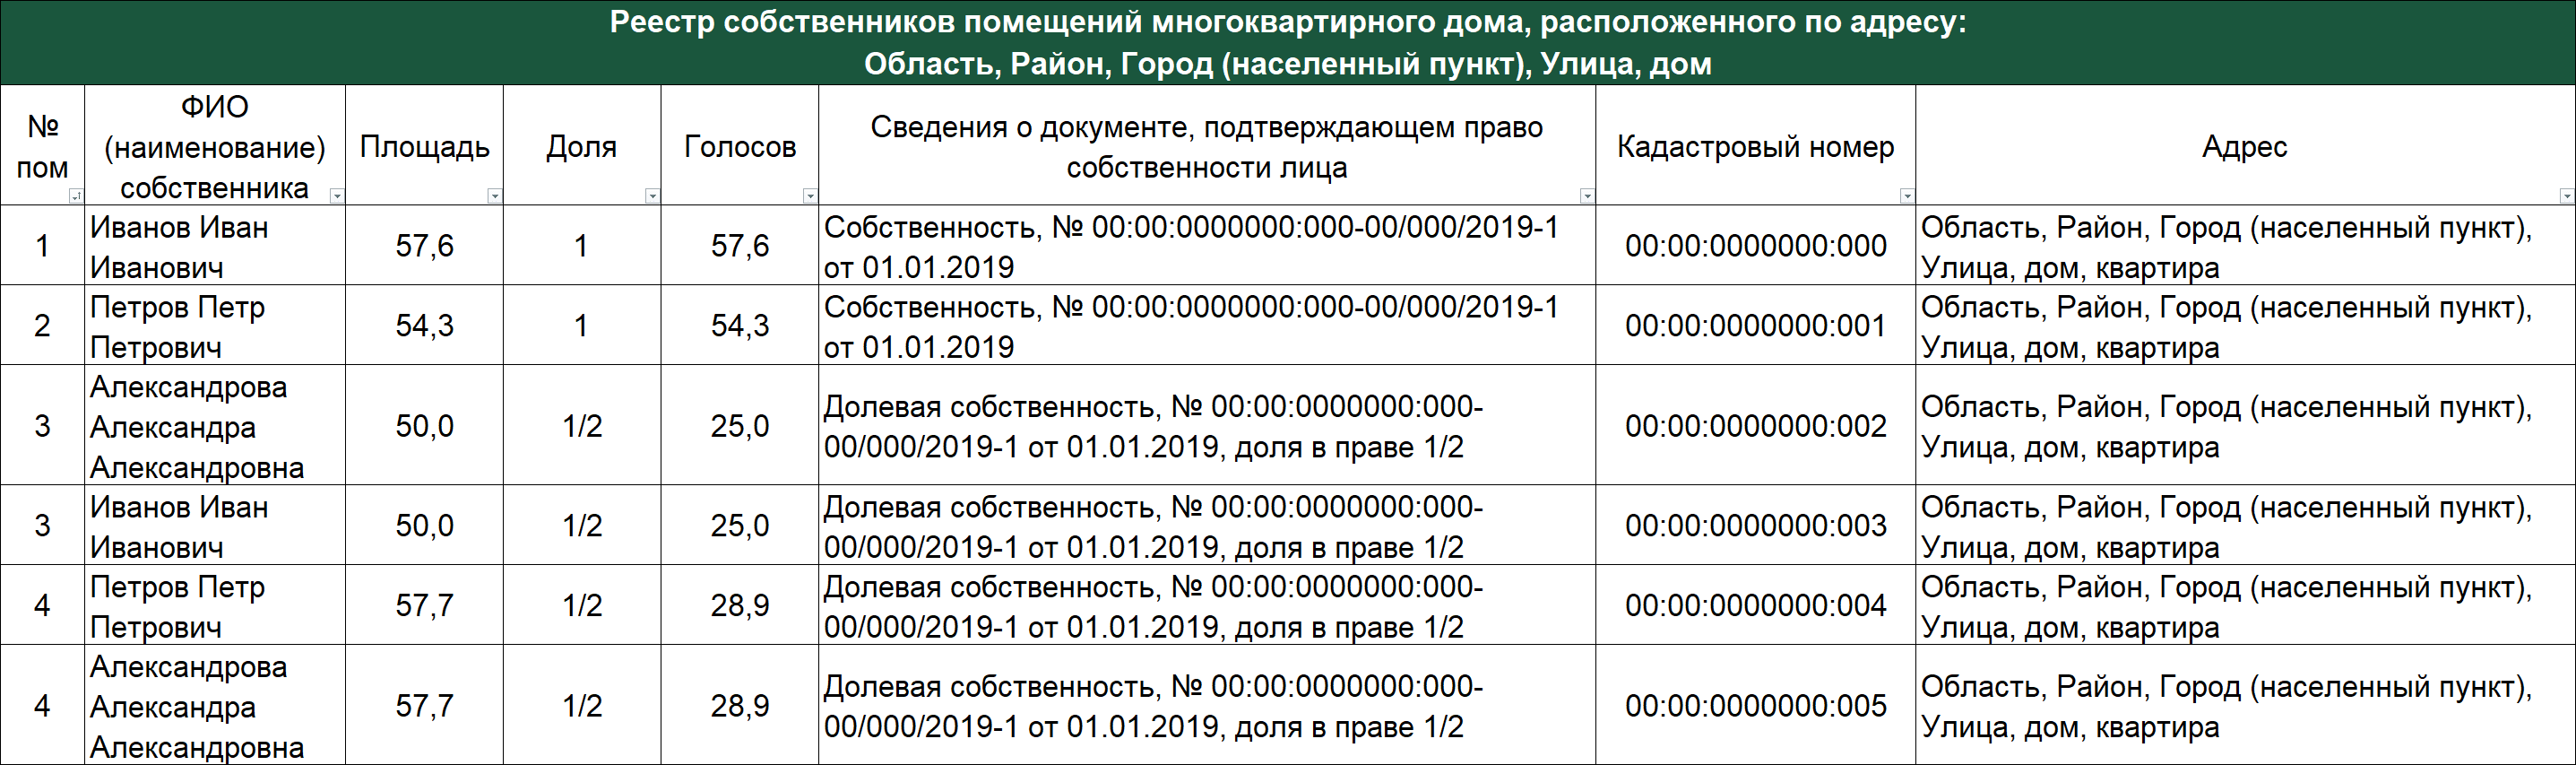 Реестр собственников помещений многоквартирного дома, расположенного по адресу:
Область, Район, Город (населенный пункт), Улица, дом
№
пом
ФИО
(наименование)
собственника
Площадь
Доля
Голосов
Сведения о документе, подтверждающем право
собственности лица
Кадастровый номер
Адрес
1
Иванов Иван
Иванович
57,6
1
57,6
Собственность, № 00:00:0000000:000-00/000/2019-1
от 01.01.2019
00:00:0000000:000
Область, Район, Город (населенный пункт),
Улица, дом, квартира
2
Петров Петр
Петрович
54,3
1
54,3
Собственность, № 00:00:0000000:000-00/000/2019-1
от 01.01.2019
00:00:0000000:001
Область, Район, Город (населенный пункт),
Улица, дом, квартира
3
Александрова
Александра
Александровна
50,0
1/2
25,0
Долевая собственность, № 00:00:0000000:000-
00/000/2019-1 от 01.01.2019, доля в праве 1/2
00:00:0000000:002
Область, Район, Город (населенный пункт),
Улица, дом, квартира
3
Иванов Иван
Иванович
50,0
1/2
25,0
Долевая собственность, № 00:00:0000000:000-
00/000/2019-1 от 01.01.2019, доля в праве 1/2
00:00:0000000:003
Область, Район, Город (населенный пункт),
Улица, дом, квартира
4
Петров Петр
Петрович
57,7
1/2
28,9
Долевая собственность, № 00:00:0000000:000-
00/000/2019-1 от 01.01.2019, доля в праве 1/2
00:00:0000000:004
Область, Район, Город (населенный пункт),
Улица, дом, квартира
4
Александрова
Александра
Александровна
57,7
1/2
28,9
Долевая собственность, № 00:00:0000000:000-
00/000/2019-1 от 01.01.2019, доля в праве 1/2
00:00:0000000:005
Область, Район, Город (населенный пункт),
Улица, дом, квартира